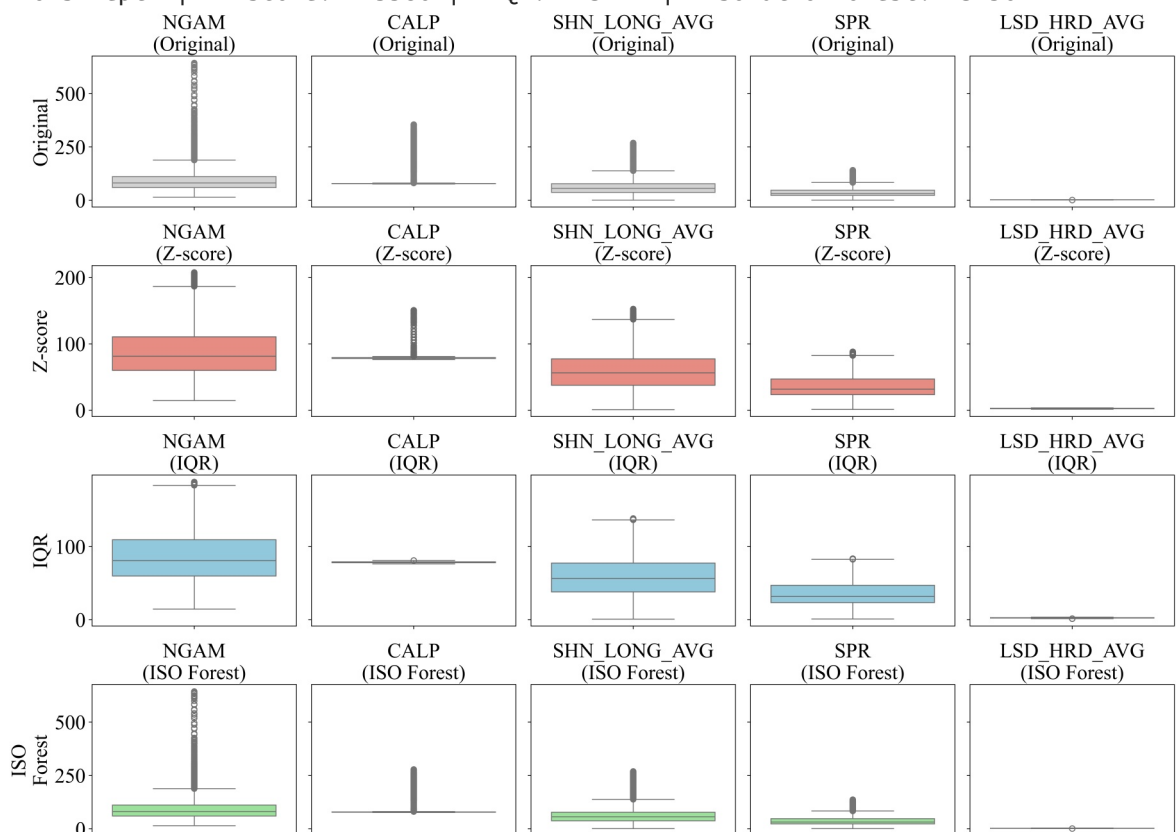 NGAM CALP SHN_LONG_AVG SPR LSD_HRD_AVG
(Original) (Original) (Original) (Original) (Original)
Original
500
250
0
NGAM CALP SHN_LONG_AVG SPR LSD_HRD_AVG
(Z-score) (Z-score) (Z-score) (Z-score) (Z-score)
Z-score
200
100
0
NGAM CALP SHN_LONG_AVG SPR LSD_HRD_AVG
(IQR) (IQR) (IQR) (IQR) (IQR)
IQR
100
0
NGAM CALP SHN_LONG_AVG SPR LSD_HRD_AVG
(ISO Forest) (ISO Forest) (ISO Forest) (ISO Forest) (ISO Forest)
ISO
Forest
500
250
0